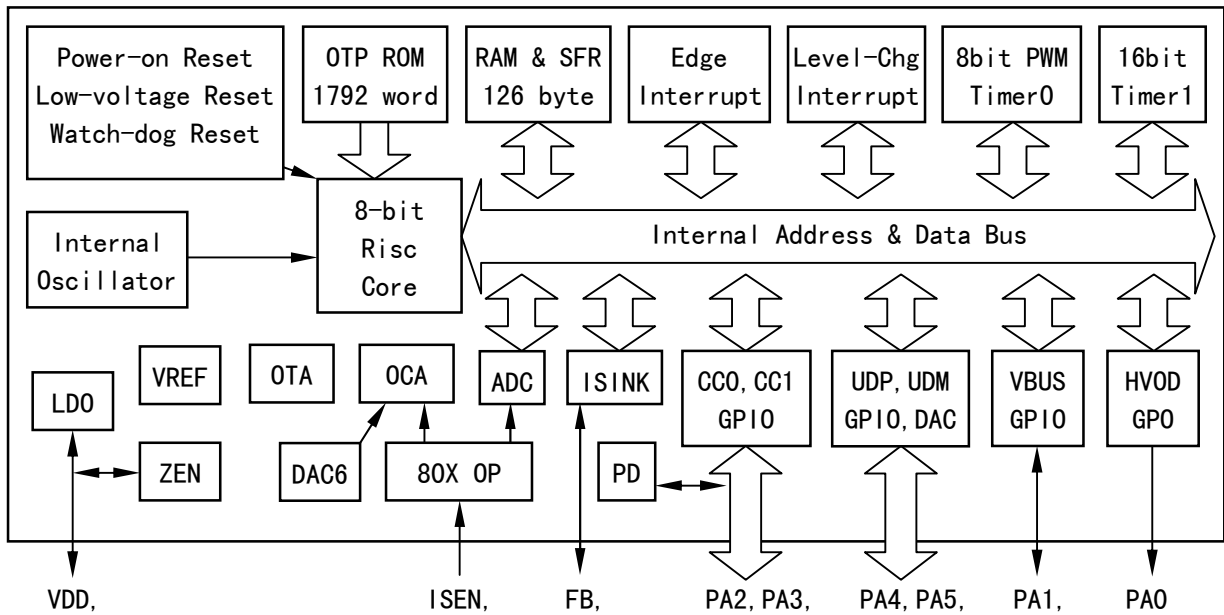 Power-on Reset
Low-voltage Reset
Watch-dog Reset
OTP ROM
1792 word
RAM & SFR
126 byte
Edge
Interrupt
Level-Chg
Interrupt
8bit PWM
Timer0
16bit
Timer1
Internal
Oscillator
8-bit
Risc
Core
Internal Address & Data Bus
LDO
VREF
ZEN
OTA
OCA
DAC6
80X OP
ADC
ISINK
PD
CC0, CC1
GPIO
UDP, UDM
GPIO, DAC
VBUS
GPIO
HVOD
GPO
VDD,
ISEN,
FB,
PA2, PA3,
PA4, PA5,
PA1,
PA0